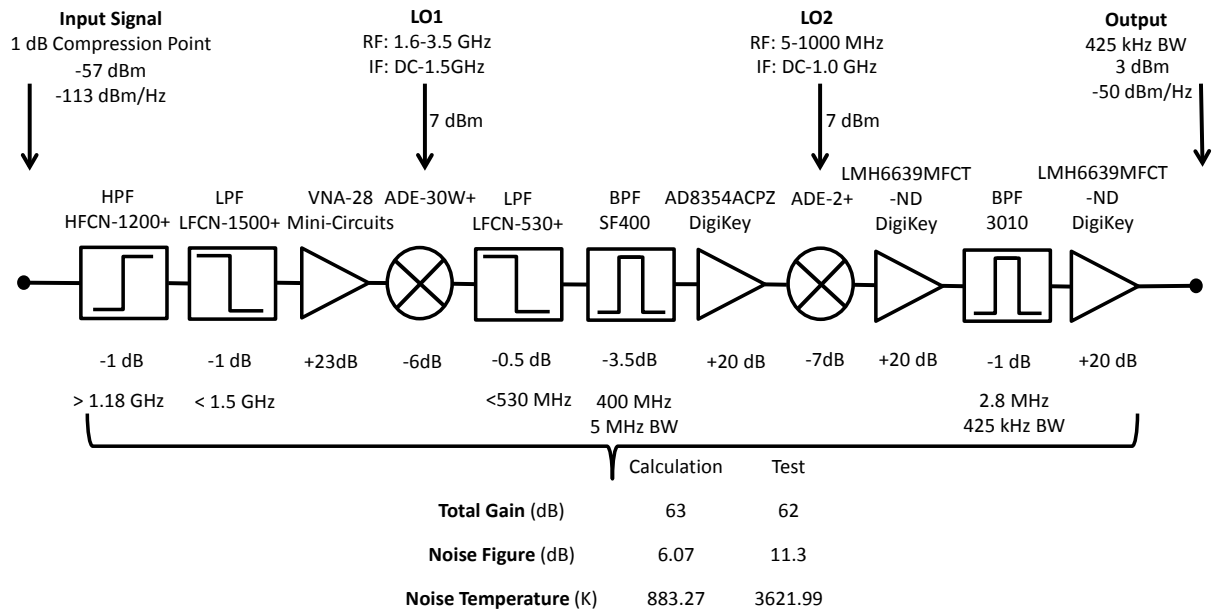 Input Signal
1 dB Compression Point
-57 dBm
-113 dBm/Hz
LO1
RF: 1.6-3.5 GHz
IF: DC-1.5GHz
7 dBm
LO2
RF: 5-1000 MHz
IF: DC-1.0 GHz
7 dBm
Output
425 kHz BW
3 dBm
-50 dBm/Hz
HPF
HFCN-1200+
LPF
LFCN-1500+
VNA-28
Mini-Circuits
ADE-30W+
LPF
LFCN-530+
BPF
SF400
AD8354ACPZ
DigiKey
ADE-2+
LMH6639MFCT
-ND
DigiKey
BPF
3010
LMH6639MFCT
-ND
DigiKey
-1 dB
-1 dB
+23dB
-6dB
-0.5 dB
-3.5dB
+20 dB
-7dB
+20 dB
-1 dB
+20 dB
> 1.18 GHz
< 1.5 GHz
<530 MHz
400 MHz
5 MHz BW
2.8 MHz
425 kHz BW
Calculation Test
Total Gain (dB) 63 62
Noise Figure (dB) 6.07 11.3
Noise Temperature (K) 883.27 3621.99